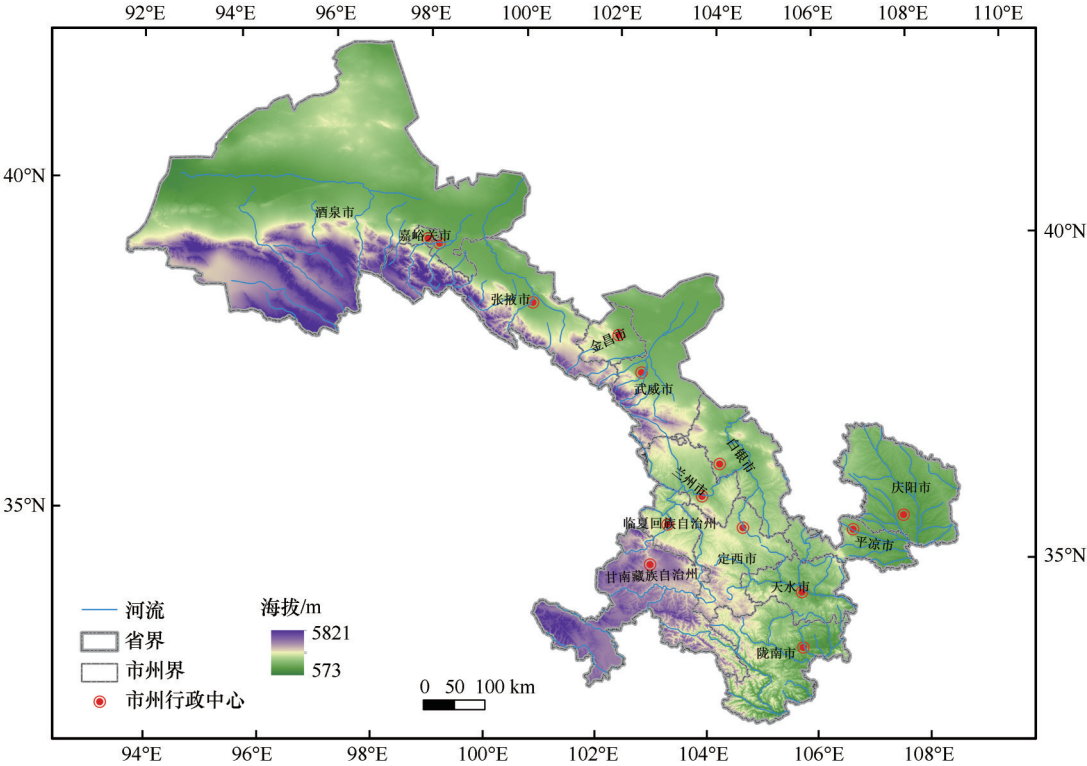 92°E 94°E 96°E 98°E 100°E 102°E 104°E 106°E 108°E 110°E
40°N
40°N
酒泉市
嘉峪关市
张掖市
金昌市
武威市
白银市
兰州市
庆阳市
35°N
临夏回族自治州
平凉市
35°N
定西市
甘南藏族自治州
天水市
陇南市
河流
省界
市州界
市州行政中心
海拔/m
5821
573
0 50 100 km
94°E 96°E 98°E 100°E 102°E 104°E 106°E 108°E